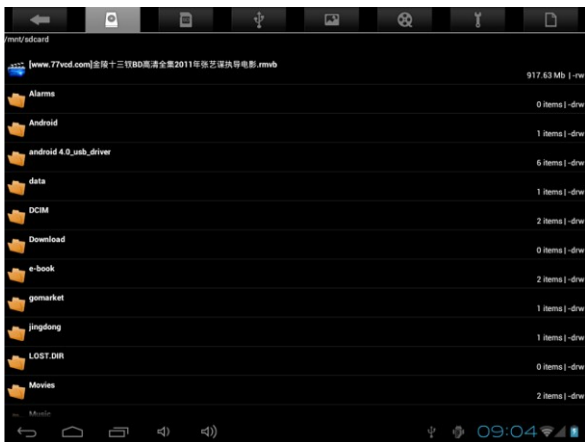 /mnt/sdcard
[www.77vcd.com]金陵十三钗BD高清全集2011年张艺谋执导电影.rmvb
917.63 Mb | -rw
Alarms
0 items | -drw
Android
1 items | -drw
android 4.0_usb_driver
6 items | -drw
data
1 items | -drw
DCIM
2 items | -drw
Download
0 items | -drw
e-book
2 items | -drw
gomarket
1 items | -drw
jingdong
1 items | -drw
LOST.DIR
0 items | -drw
Movies
2 items | -drw
Music
09:04